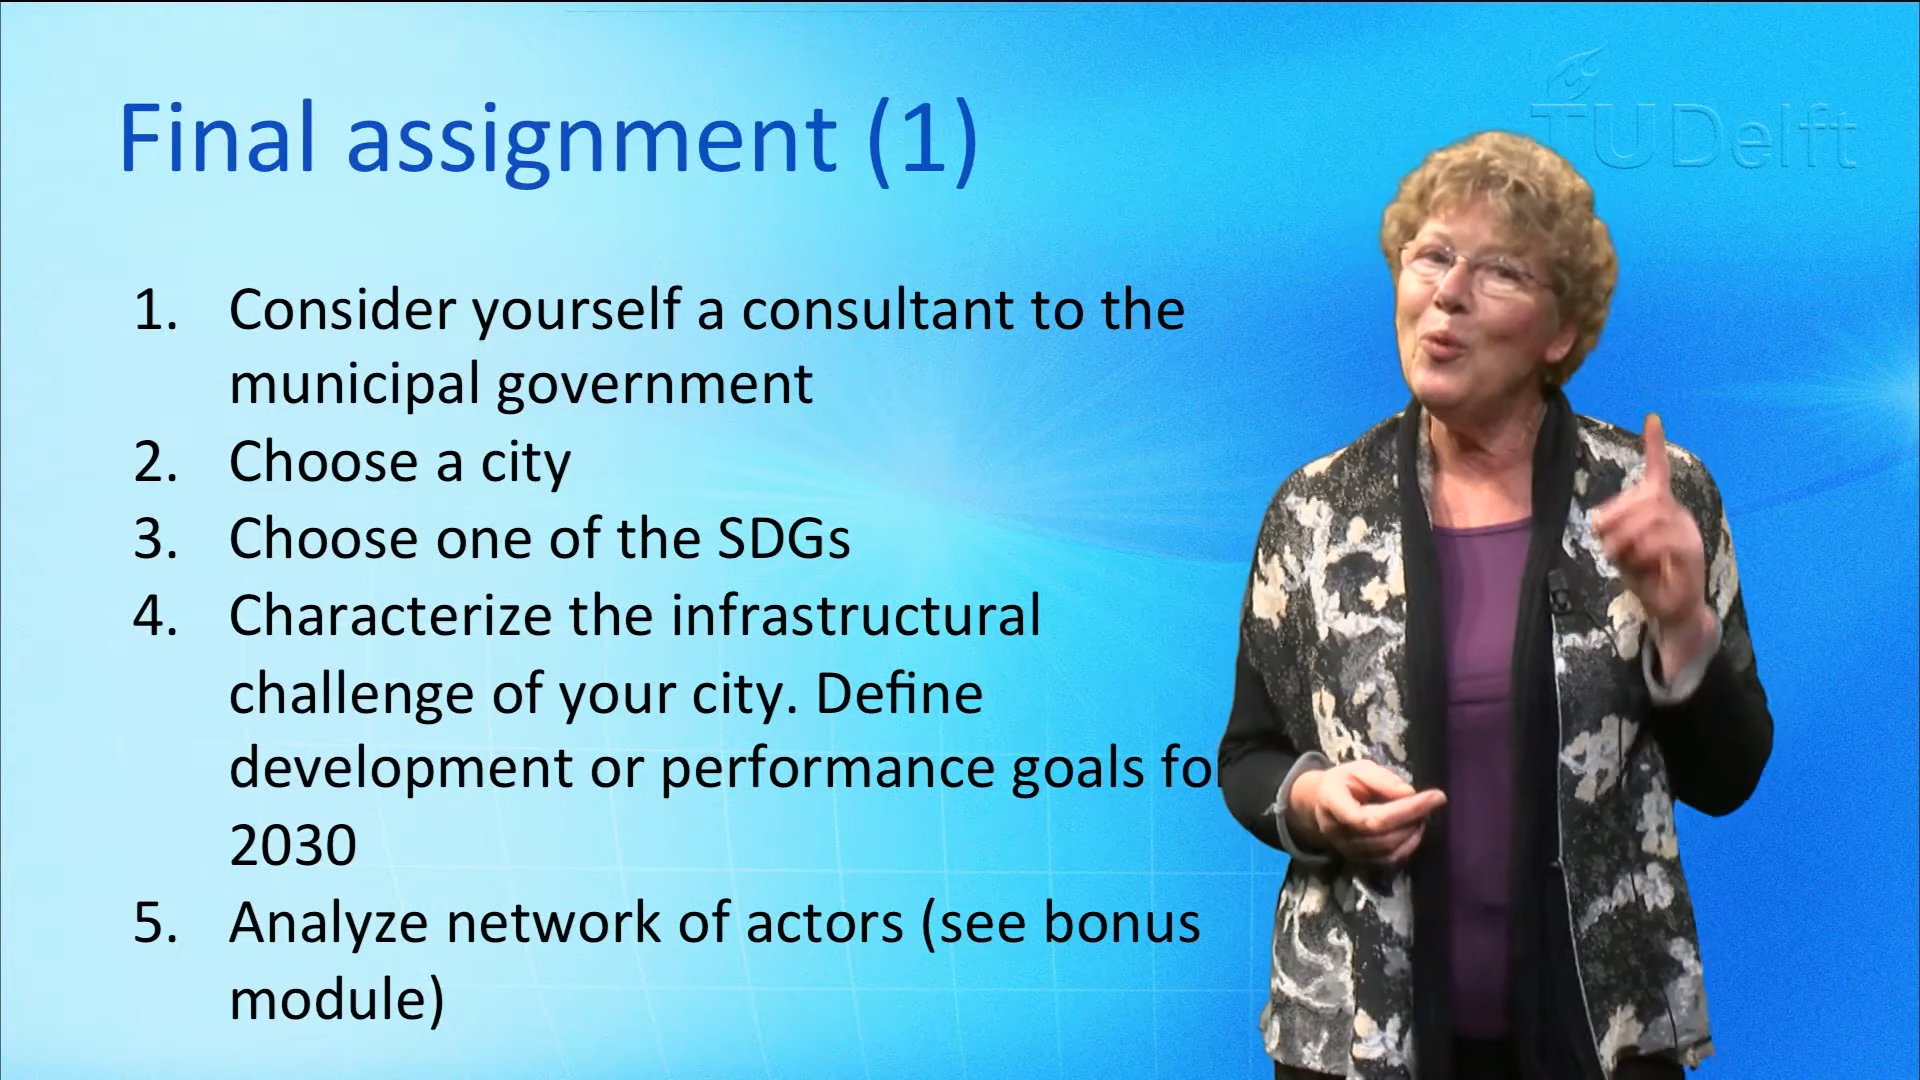 TUDelft
Final assignment (1)
1. Consider yourself a consultant to the
municipal government
2. Choose a city
3. Choose one of the SDGs
4. Characterize the infrastructural
challenge of your city. Define
development or performance goals for
2030
5. Analyze network of actors (see bonus
module)